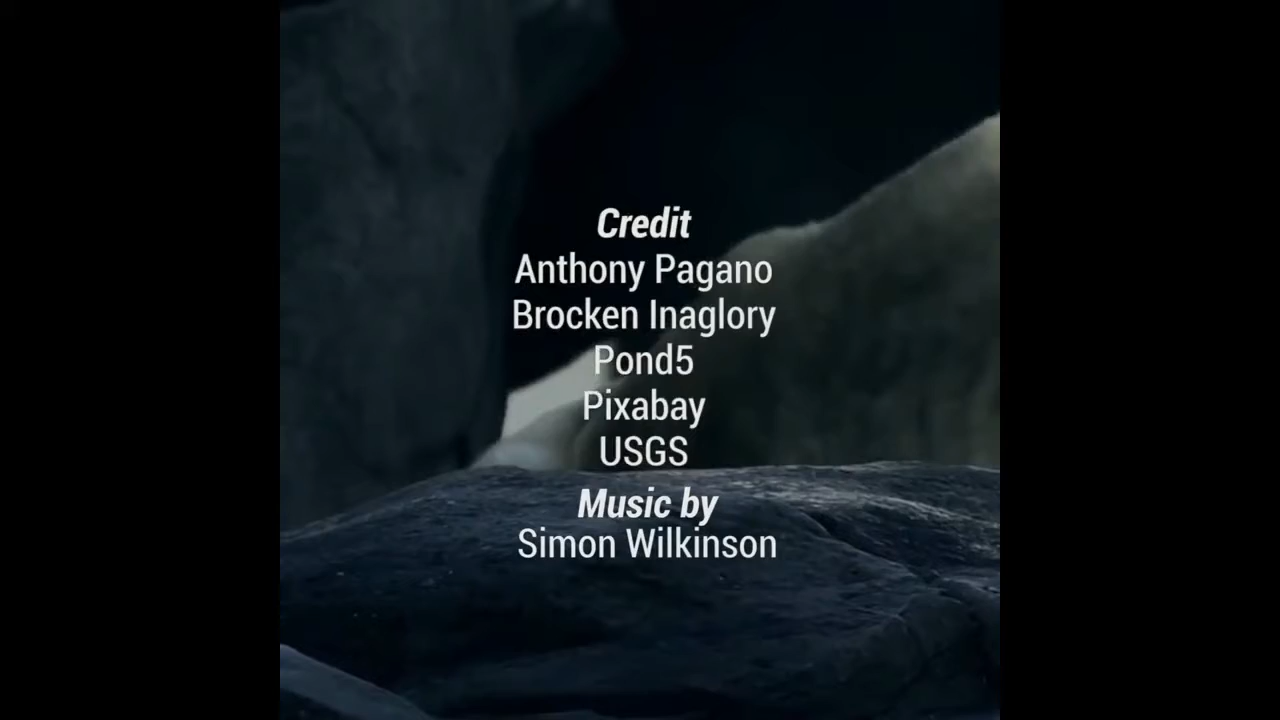 Credit
Anthony Pagano
Brocken Inaglory
Pond5
Pixabay
USGS
Music by
Simon Wilkinson